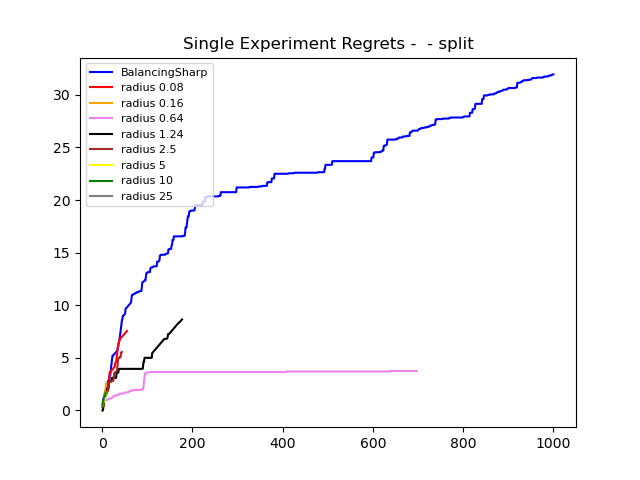 Single Experiment Regrets -  - split
BalancingSharp
radius 0.08
radius 0.16
radius 0.64
radius 1.24
radius 2.5
radius 5
radius 10
radius 25
30
25
20
15
10
5
0
0 200 400 600 800 1000